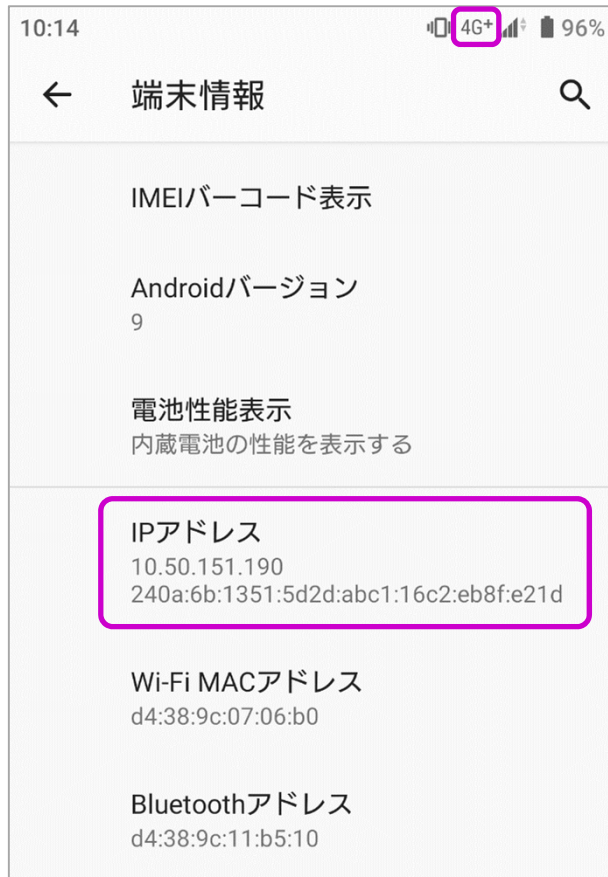 10:14 4G+ 96%
端末情報
IMEIバーコード表示
Androidバージョン
9
電池性能表示
内蔵電池の性能を表示する
IPアドレス
10.50.151.190
240a:6b:1351:5d2d:abc1:16c2:eb8f:e21d
Wi-Fi MACアドレス
d4:38:9c:07:06:b0
Bluetoothアドレス
d4:38:9c:11:b5:10